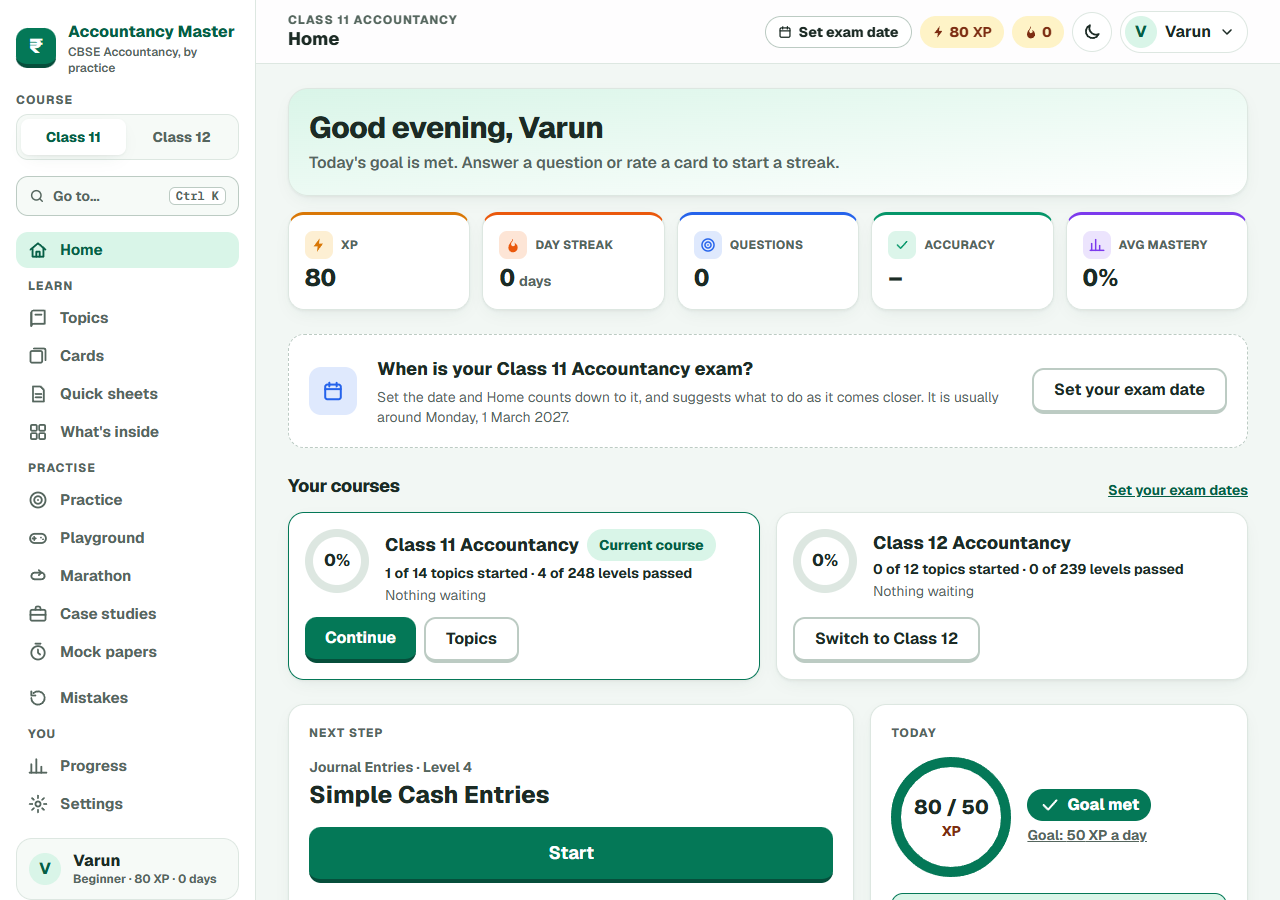 ₹
Accountancy Master
CBSE Accountancy, by
practice
COURSE
Class 11
Class 12
Go to...
Ctrl K
Home
LEARN
Topics
Cards
Quick sheets
What's inside
PRACTISE
Practice
Playground
Marathon
Case studies
Mock papers
Mistakes
YOU
Progress
Settings
V
Varun
Beginner · 80 XP · 0 days
CLASS 11 ACCOUNTANCY
Home
Set exam date
80 XP
0
V
Varun
Good evening, Varun
Today's goal is met. Answer a question or rate a card to start a streak.
XP
80
DAY STREAK
0 days
QUESTIONS
0
ACCURACY
–
AVG MASTERY
0%
When is your Class 11 Accountancy exam?
Set the date and Home counts down to it, and suggests what to do as it comes closer. It is usually
around Monday, 1 March 2027.
Set your exam date
Your courses
Set your exam dates
0%
Class 11 Accountancy
Current course
1 of 14 topics started · 4 of 248 levels passed
Nothing waiting
Continue
Topics
0%
Class 12 Accountancy
0 of 12 topics started · 0 of 239 levels passed
Nothing waiting
Switch to Class 12
NEXT STEP
Journal Entries · Level 4
Simple Cash Entries
Start
TODAY
80 / 50
XP
Goal met
Goal: 50 XP a day